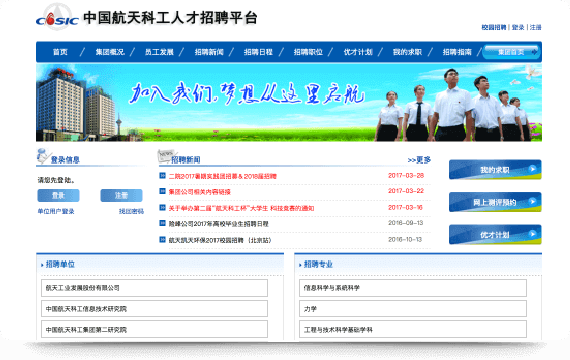 CASIC 中国航天科工人才招聘平台
校园招聘 | 登录 | 注册
首页 集团概况 员工发展 招聘新闻 招聘日程 招聘职位 优才计划 我的求职 招聘指南 集团首页
加入我们,梦想从这里启航
登录信息
请您先登陆。
登录 注册
单位用户登录 找回密码
NEWS 招聘新闻 >>更多
二院2017暑期实践团招募&2018届招聘! 2017-03-28
集团公司相关内容链接 2017-03-22
关于举办第二届"航天科工杯"大学生 科技竞赛的通知 2017-03-16
险峰公司2017年高校毕业生招聘日程 2016-09-13
航天凯天环保2017校园招聘 (北京站) 2016-10-13
我的求职
网上测评预约
优才计划
招聘单位
航天工业发展股份有限公司
中国航天科工信息技术研究院
中国航天科工集团第二研究院
招聘专业
信息科学与系统科学
力学
工程与技术科学基础学科